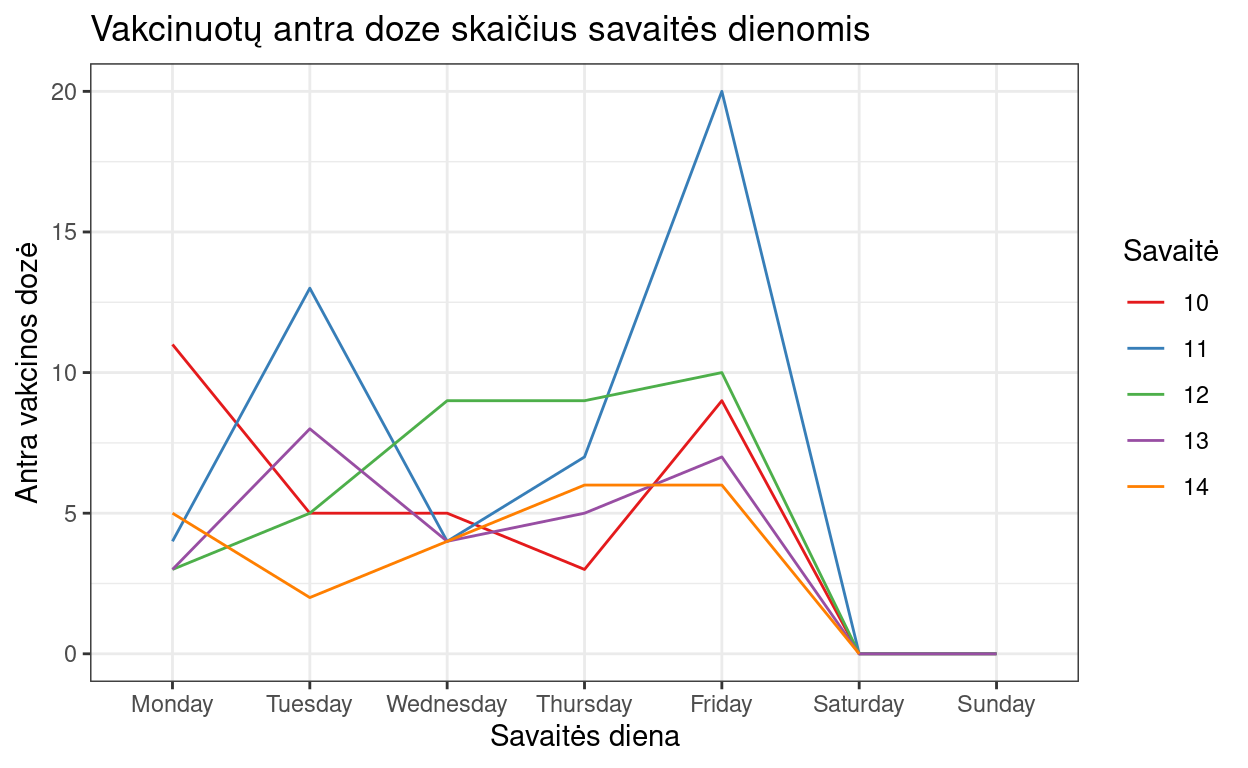 Vakcinuotų antra doze skaičius savaitės dienomis
Antra vakcinos dozė
20
15
10
5
0
Monday Tuesday Wednesday Thursday Friday Saturday Sunday
Savaitės diena
Savaitė
10
11
12
13
14